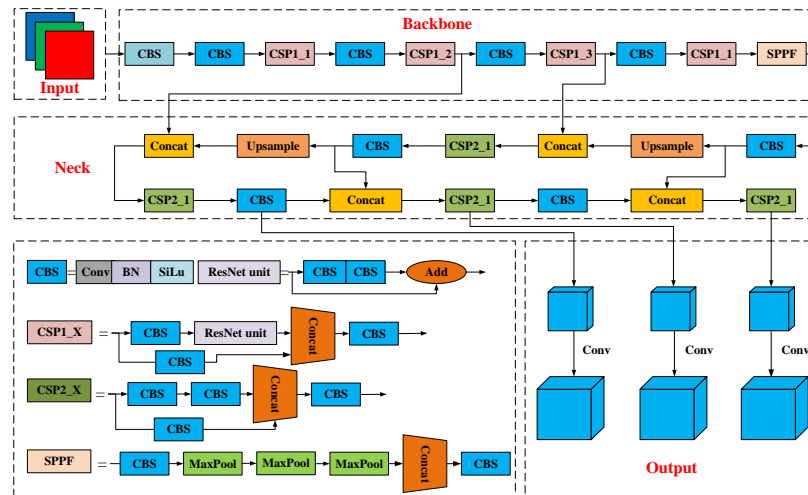 Backbone
CBS CBS CSP1_1 CBS CSP1_2 CBS CSP1_3 CBS CSP1_1 SPPF
Input
Concat Upsample CBS CSP2_1 Concat Upsample CBS
Neck
CSP2_1 CBS Concat CSP2_1 CBS Concat CSP2_1
CBS = Conv BN SiLu ResNet unit = CBS CBS Add
CSP1_X = CBS ResNet unit Concat CBS
CBS
CSP2_X = CBS CBS Concat CBS
CBS
SPPF = CBS MaxPool MaxPool MaxPool Concat CBS
Conv Conv Conv
Output